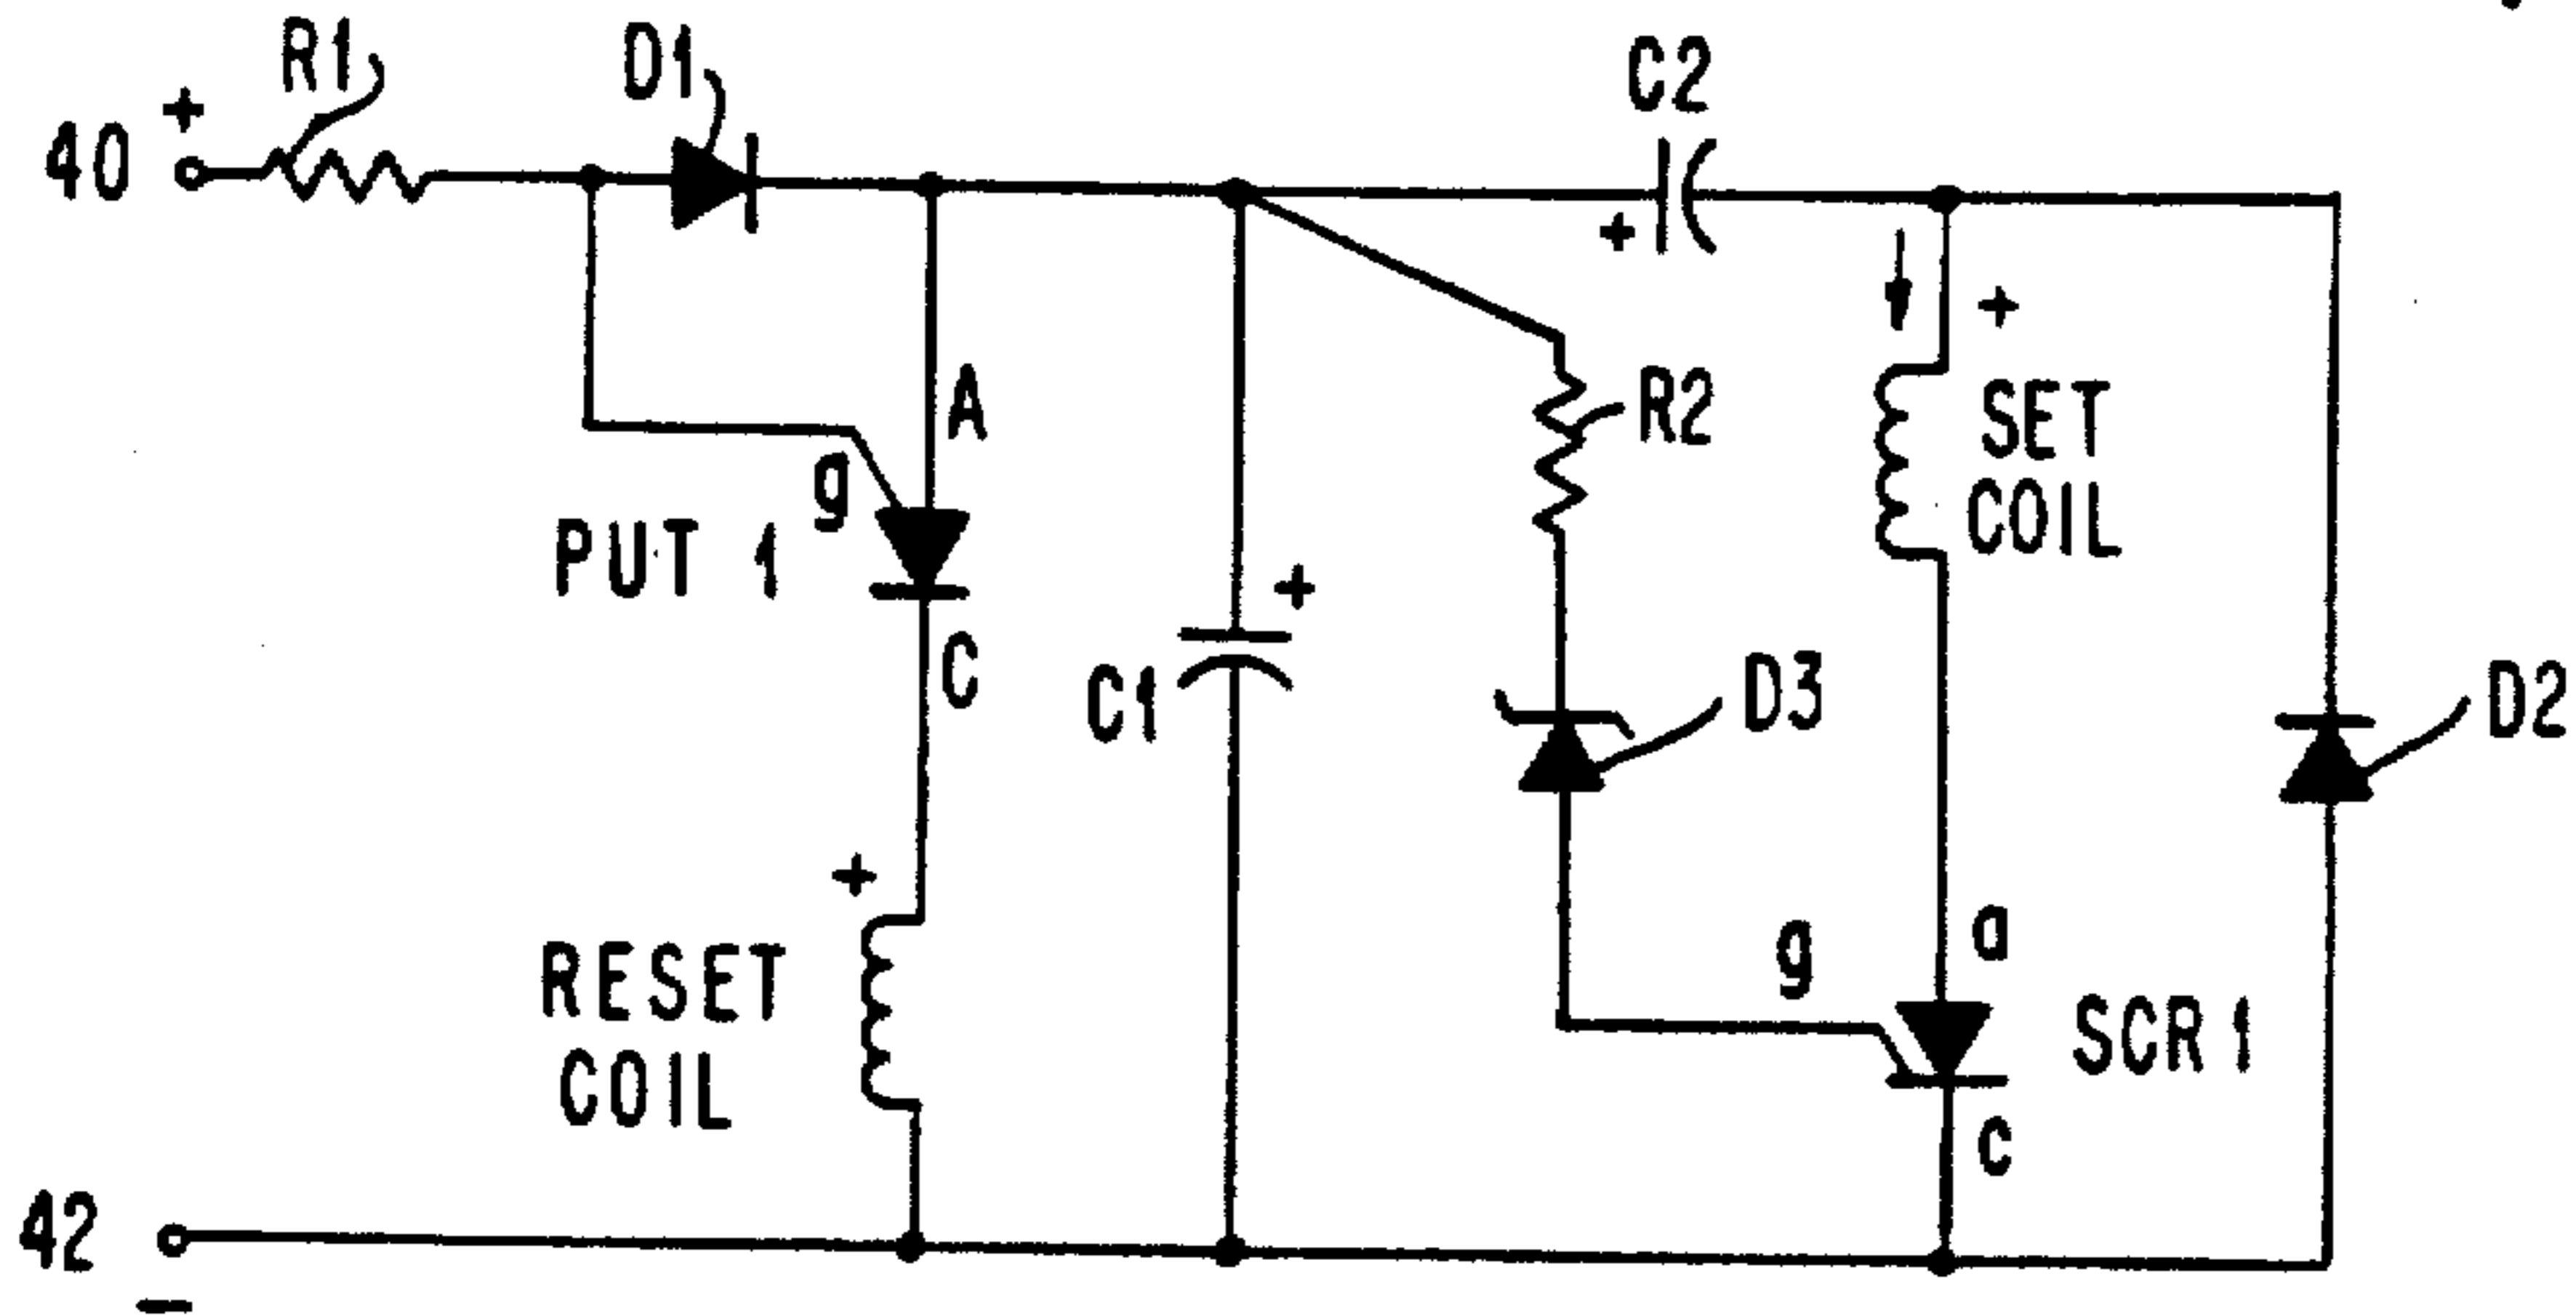 R1
D1
C2
+
40
+
+
R2
SET
COIL
A
g
PUT 1
+
C
C1
D3
D2
+
g
a
RESET
COIL
SCR 1
c
42
-